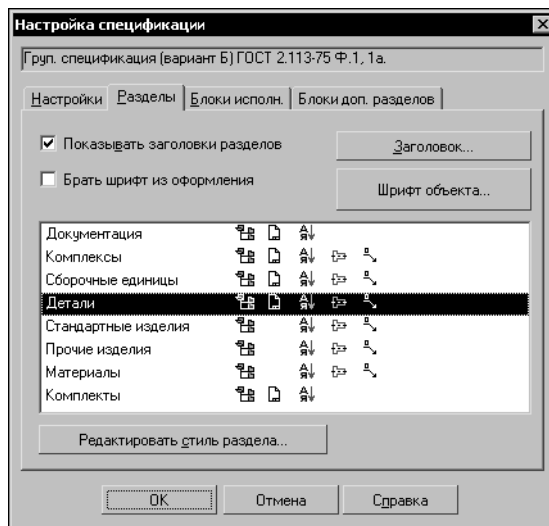 Настройка спецификации
Груп. спецификация (вариант Б) ГОСТ 2.113-75 Ф.1, 1а.
Настройки Разделы Блоки исполн. Блоки доп. разделов
Показывать заголовки разделов
Заголовок...
Брать шрифт из оформления
Шрифт объекта...
Документация
Комплексы
Сборочные единицы
Детали
Стандартные изделия
Прочие изделия
Материалы
Комплекты
Редактировать стиль раздела...
OK Отмена Справка